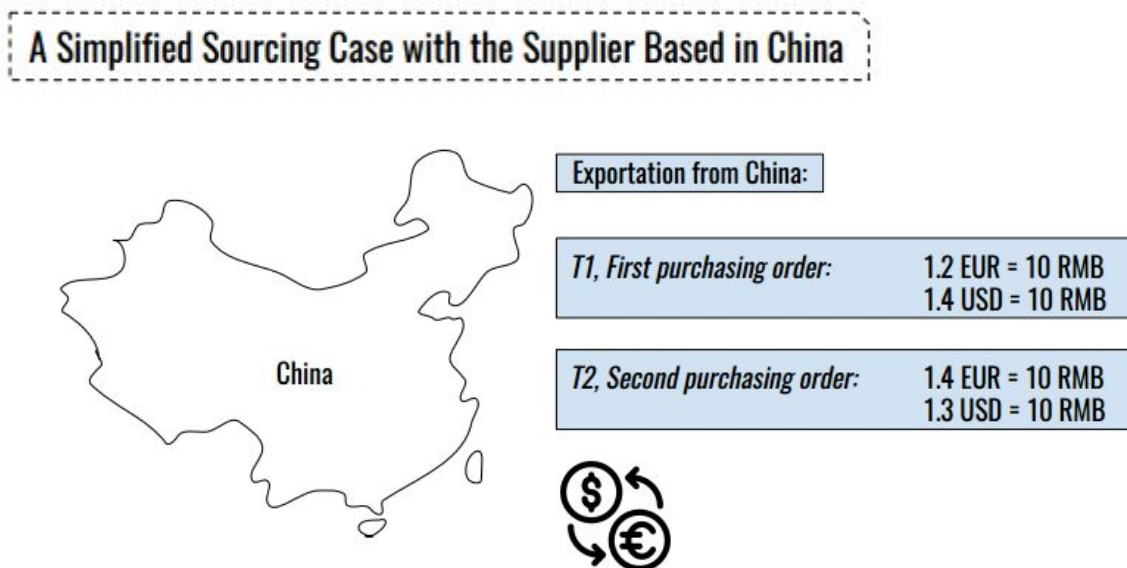 A Simplified Sourcing Case with the Supplier Based in China
Exportation from China:
T1, First purchasing order: 1.2 EUR = 10 RMB
1.4 USD = 10 RMB
China
T2, Second purchasing order: 1.4 EUR = 10 RMB
1.3 USD = 10 RMB
$
€